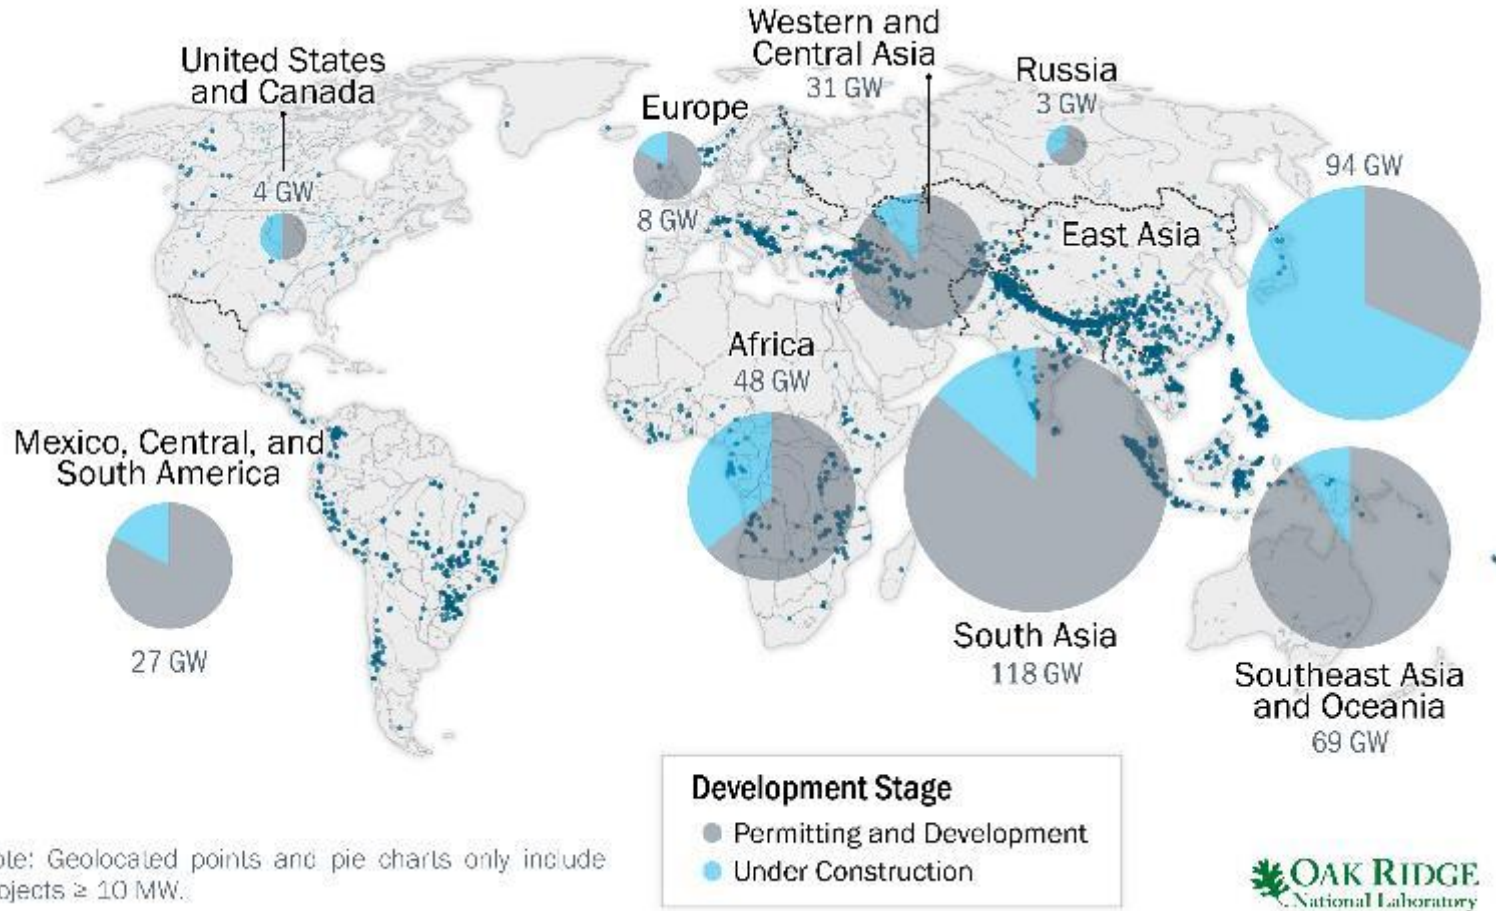 United States
and Canada
4 GW
Europe
8 GW
Western and
Central Asia
31 GW
Russia
3 GW
94 GW
East Asia
Africa
48 GW
Mexico, Central, and
South America
27 GW
South Asia
118 GW
Southeast Asia
and Oceania
69 GW
Development Stage
Permitting and Development
Under Construction
ote: Geolocated points and pie charts only include
ojects ≥ 10 MW.
OAK RIDGE
National Laboratory